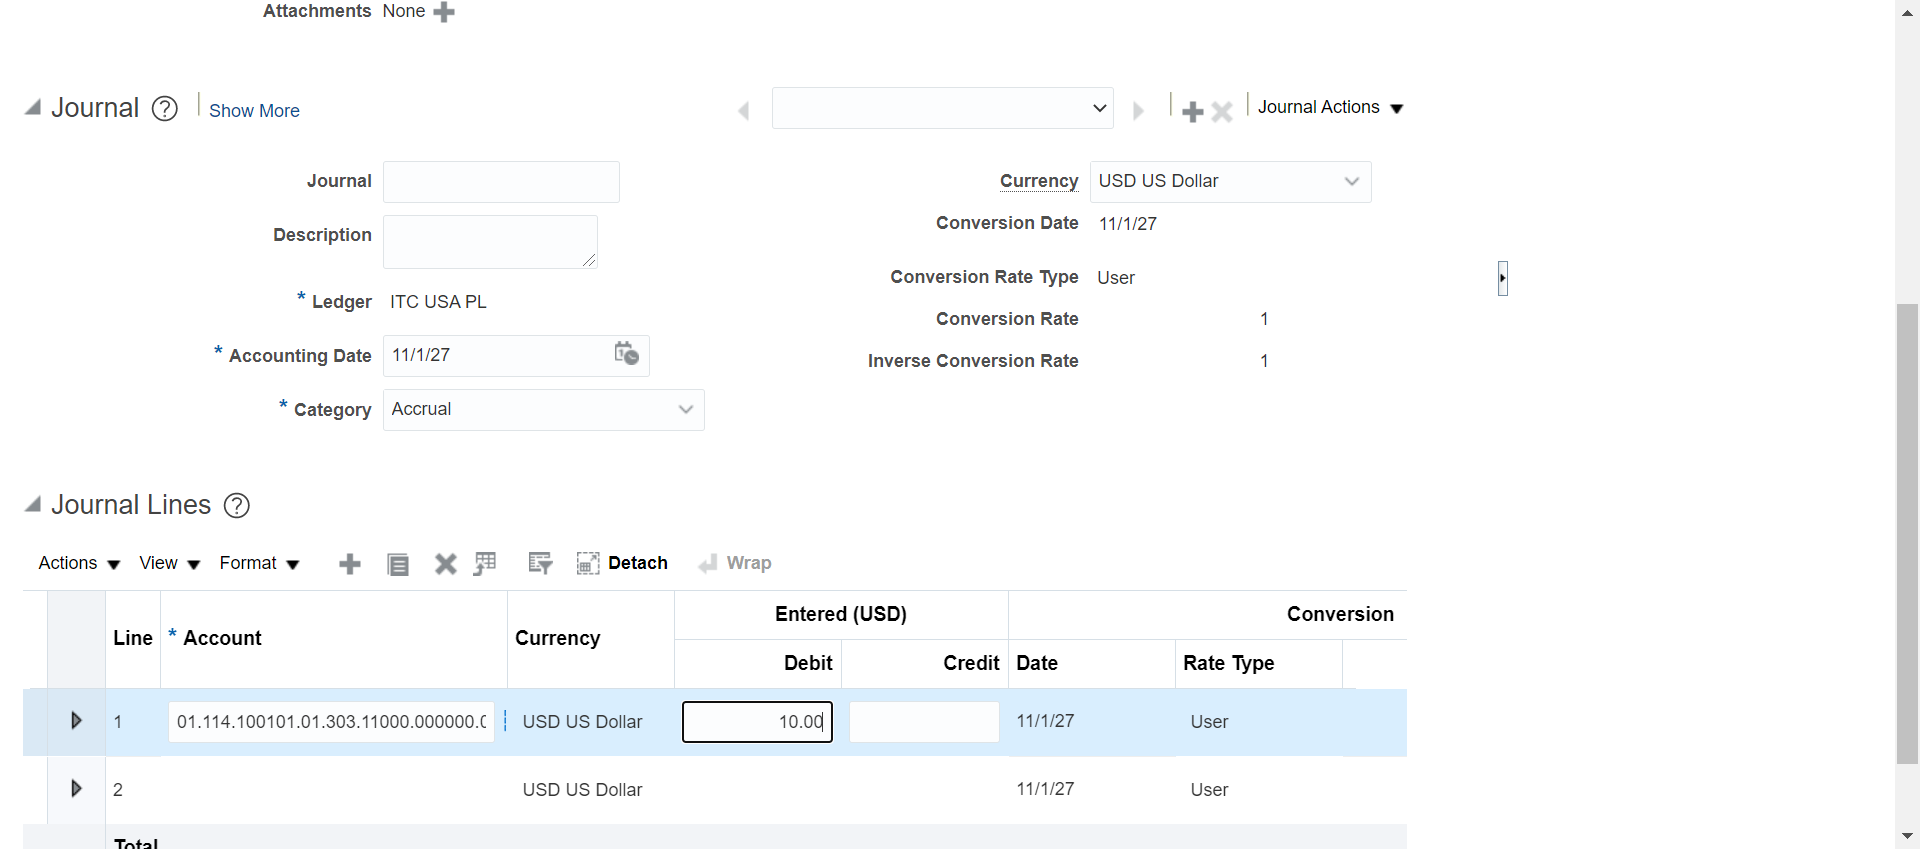 Attachments None
Journal ? Show More Journal Actions
Journal
Description
* Ledger ITC USA PL
* Accounting Date 11/1/27
* Category Accrual
Currency USD US Dollar
Conversion Date 11/1/27
Conversion Rate Type User
Conversion Rate 1
Inverse Conversion Rate 1
Journal Lines ?
Actions View Format Detach Wrap
Entered (USD) Conversion
Line * Account Currency
Debit Credit Date Rate Type
1 01.114.100101.01.303.11000.000000.0 USD US Dollar 10.00 11/1/27 User
2 USD US Dollar 11/1/27 User
Total